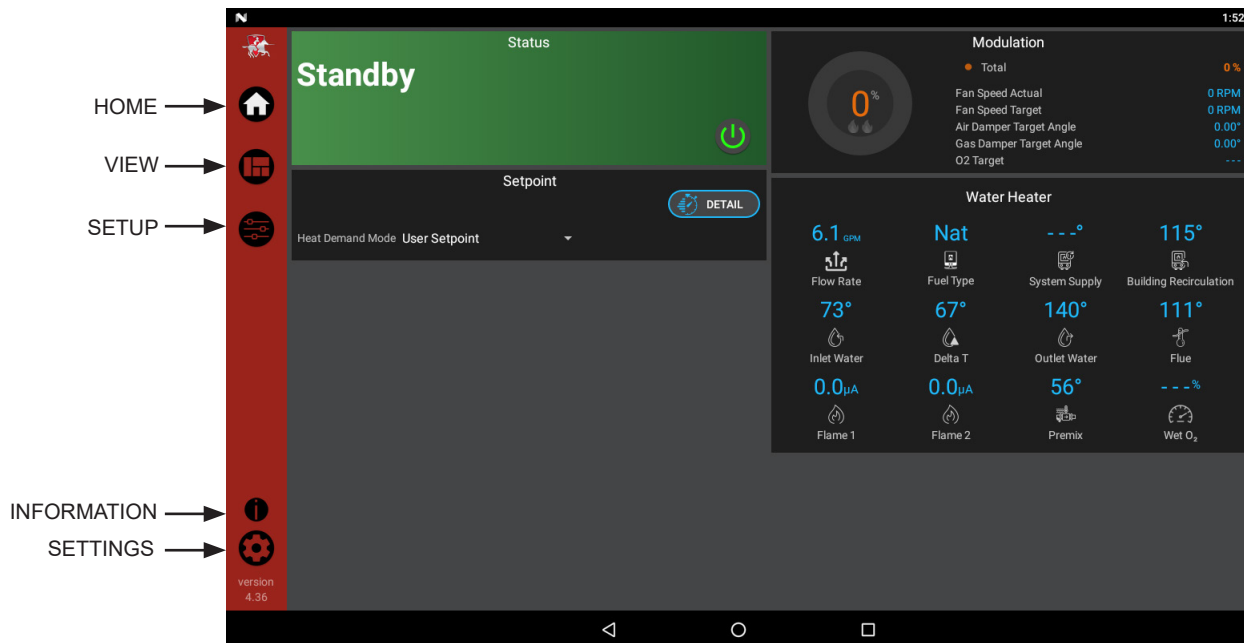 HOME
VIEW
SETUP
INFORMATION
SETTINGS
version
4.36
1:52
Status
Standby
Setpoint
DETAIL
Heat Demand Mode User Setpoint
Modulation
0%
Total 0 %
Fan Speed Actual 0 RPM
Fan Speed Target 0 RPM
Air Damper Target Angle 0.00°
Gas Damper Target Angle 0.00°
O2 Target ---
Water Heater
6.1 GPM Nat ---° 115°
Flow Rate Fuel Type System Supply Building Recirculation
73° 67° 140° 111°
Inlet Water Delta T Outlet Water Flue
0.0µA 0.0µA 56° ---%
Flame 1 Flame 2 Premix Wet O₂